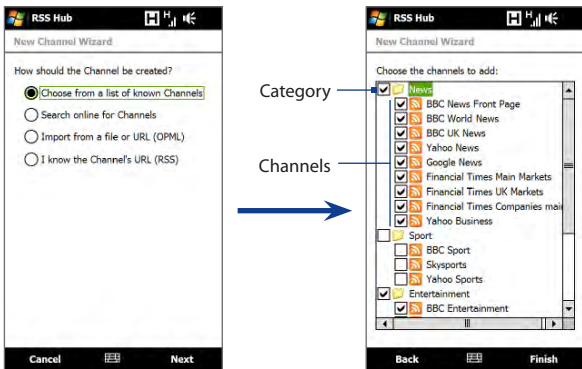 RSS Hub
New Channel Wizard
How should the Channel be created?
Choose from a list of known Channels
Search online for Channels
Import from a file or URL (OPML)
I know the Channel's URL (RSS)
Cancel
Next
Category
Channels
RSS Hub
New Channel Wizard
Choose the channels to add:
News
BBC News Front Page
BBC World News
BBC UK News
Yahoo News
Google News
Financial Times Main Markets
Financial Times UK Markets
Financial Times Companies mai
Yahoo Business
Sport
BBC Sport
Skysports
Yahoo Sports
Entertainment
BBC Entertainment
Back
Finish